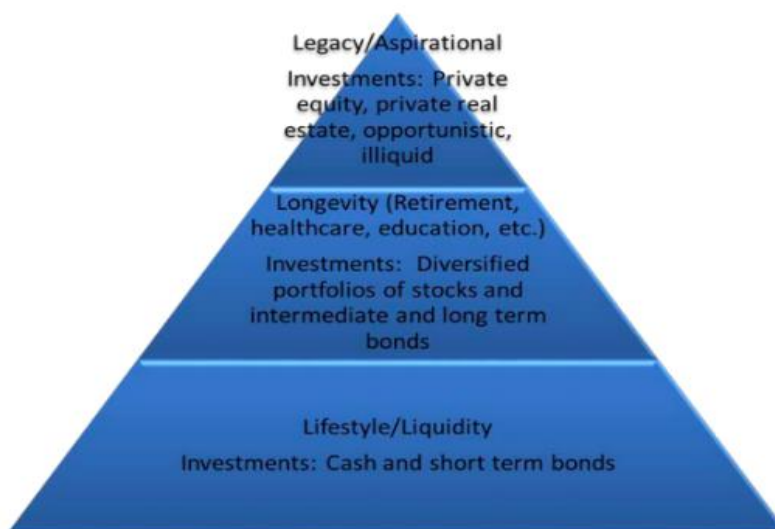 Legacy/Aspirational
Investments: Private
equity, private real
estate, opportunistic,
illiquid
Longevity (Retirement,
healthcare, education, etc.)
Investments: Diversified
portfolios of stocks and
intermediate and long term
bonds
Lifestyle/Liquidity
Investments: Cash and short term bonds